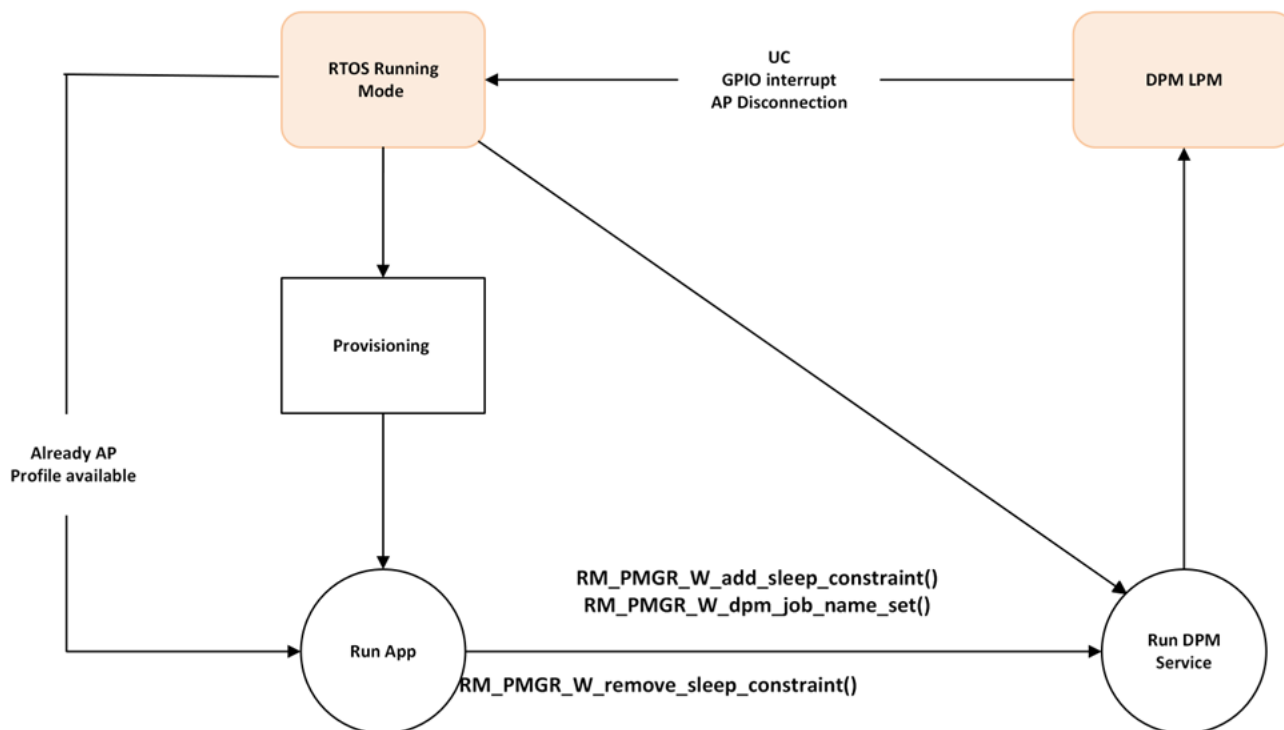 RTOS Running
Mode
UC
GPIO interrupt
AP Disconnection
DPM LPM
Provisioning
Already AP
Profile available
RM_PMGR_W_add_sleep_constraint()
RM_PMGR_W_dpm_job_name_set()
Run App
Run DPM
Service
RM_PMGR_W_remove_sleep_constraint()